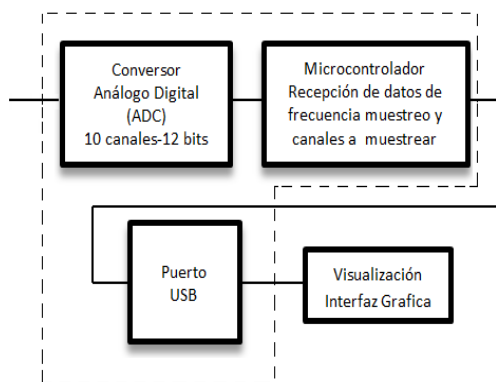 Conversor
Análogo Digital
(ADC)
10 canales-12 bits
Microcontrolador
Recepción de datos de
frecuencia muestreo y
canales a muestrear
Puerto
USB
Visualización
Interfaz Grafica